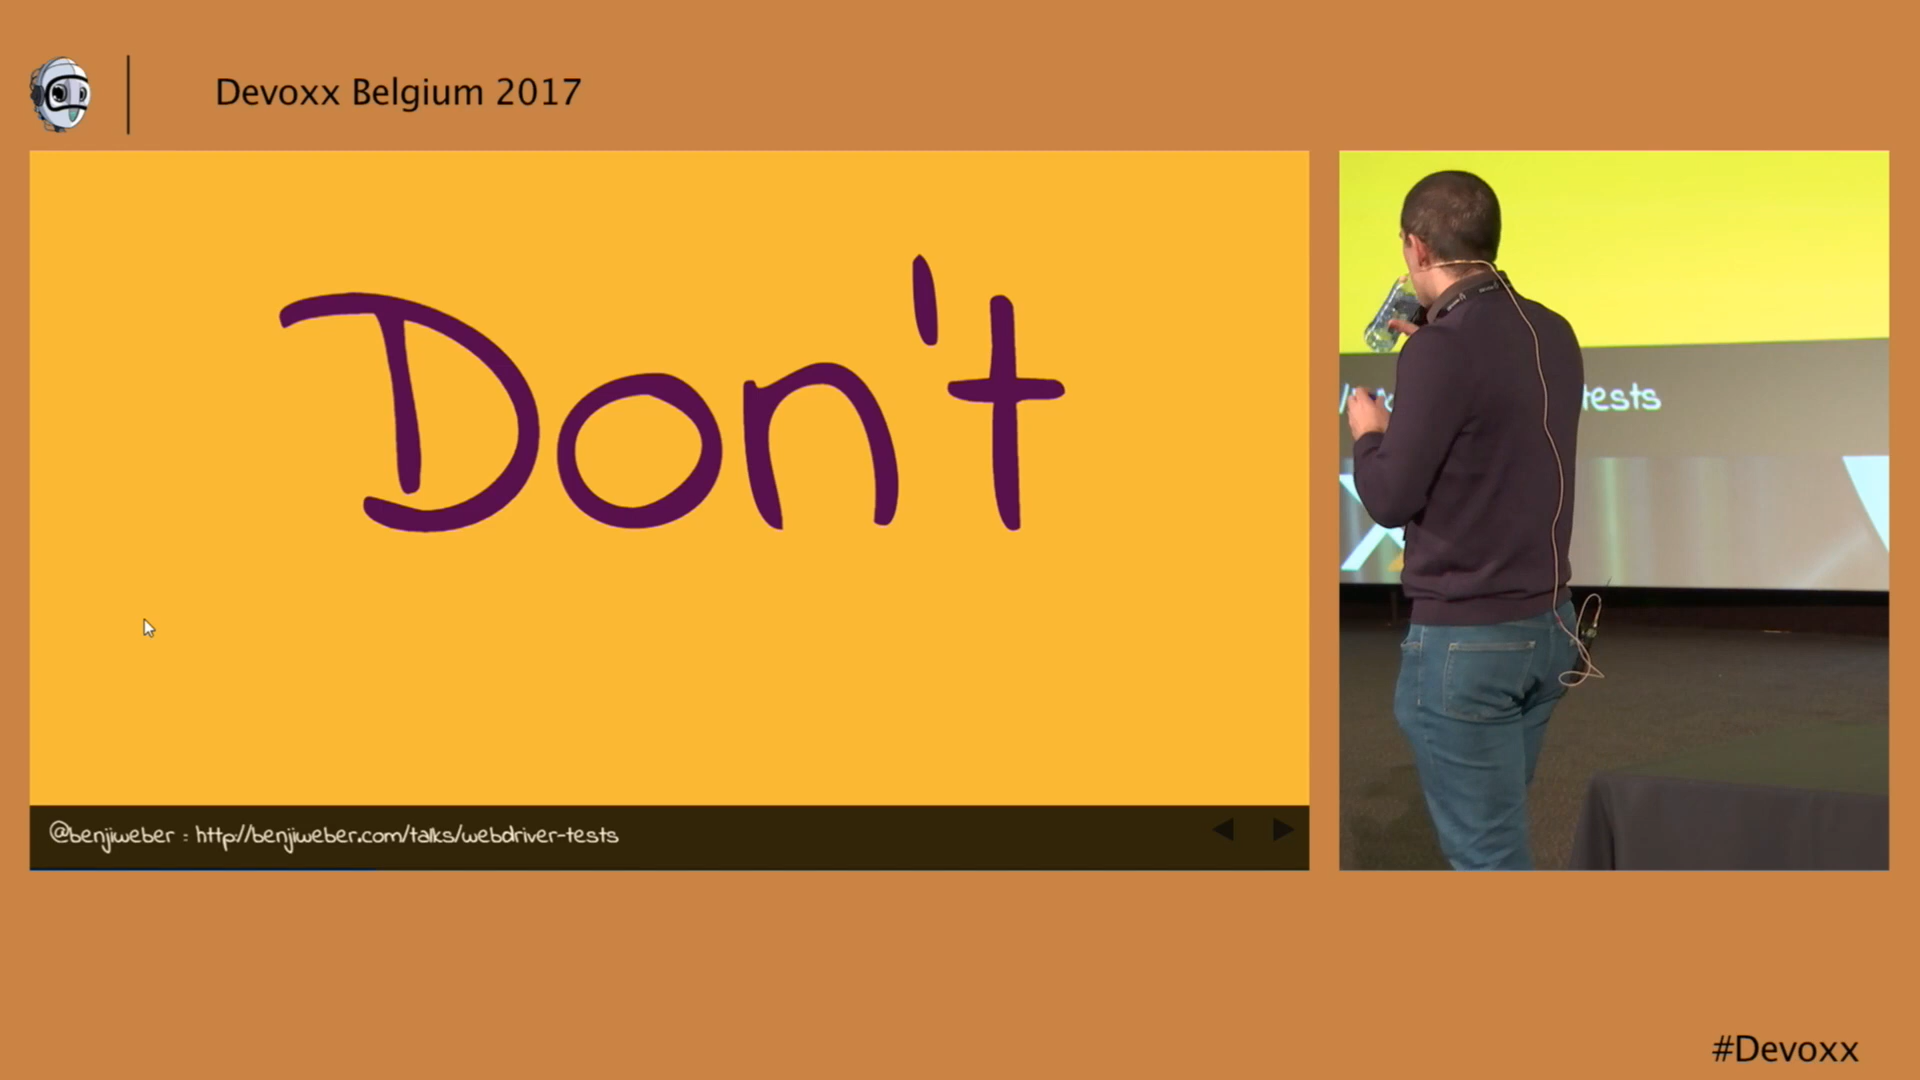 Devoxx Belgium 2017
Don't
@benjiweber : http://benjiweber.com/talks/webdriver-tests
tests
#Devoxx